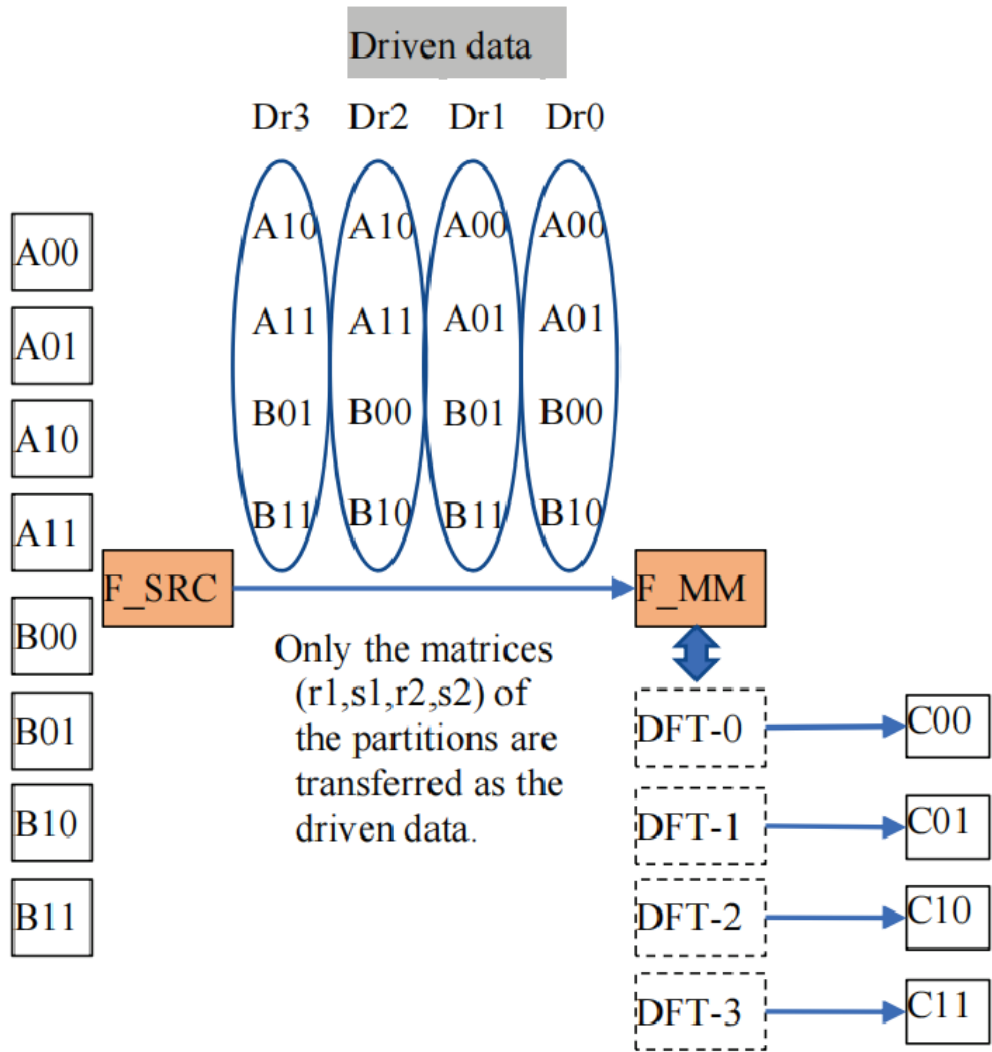 Driven data
Dr3 Dr2 Dr1 Dr0
A10 A10 A00 A00
A11 A11 A01 A01
B01 B00 B01 B00
B11 B10 B11 B10
A00
A01
A10
A11
B00
B01
B10
B11
F_SRC
F_MM
Only the matrices
(r1,s1,r2,s2) of
the partitions are
transferred as the
driven data.
DFT-0
C00
DFT-1
C01
DFT-2
C10
DFT-3
C11